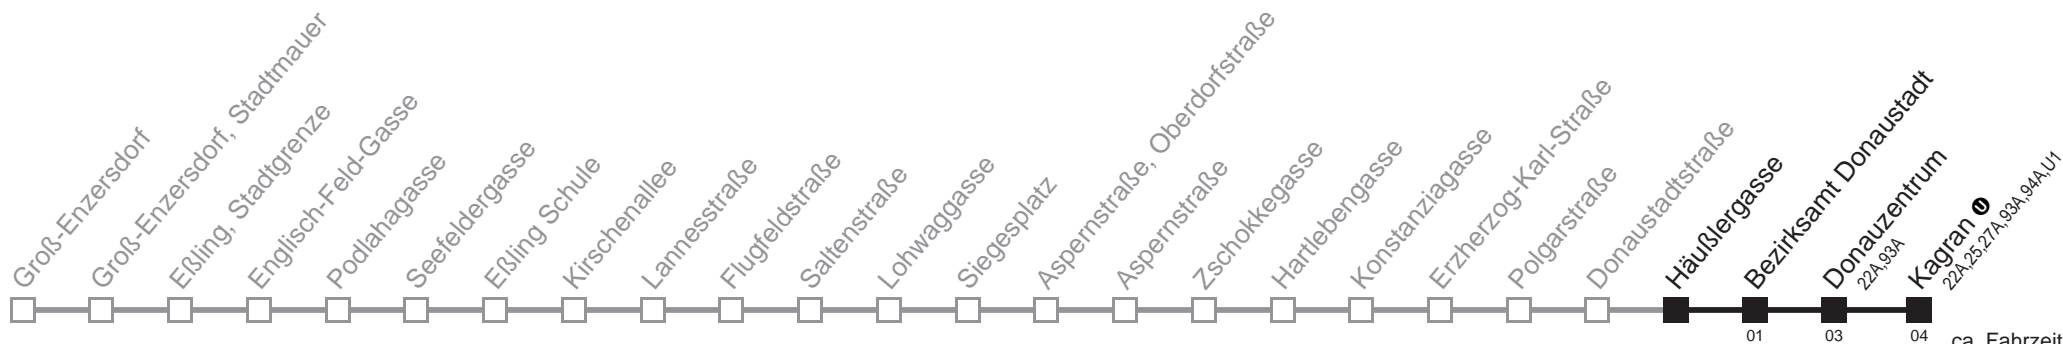 Groß-Enzersdorf
Groß-Enzersdorf, Stadtmauer
Eßling, Stadtgrenze
Englisch-Feld-Gasse
Podlahagasse
Seefeldergasse
Eßling Schule
Kirschenallee
Lannesstraße
Flugfeldstraße
Saltenstraße
Lohwaggasse
Siegesplatz
Aspernstraße, Oberdorfstraße
Aspernstraße
Zschokkegasse
Hartlebengasse
Konstanziagasse
Erzherzog-Karl-Straße
Polgarstraße
Donaustadtstraße
Häußlergasse
Bezirksamt Donaustadt
Donauzentrum
22A,93A
Kagran U
22A,25,27A,93A,94A,U1
01 03 04 ca. Fahrzeit